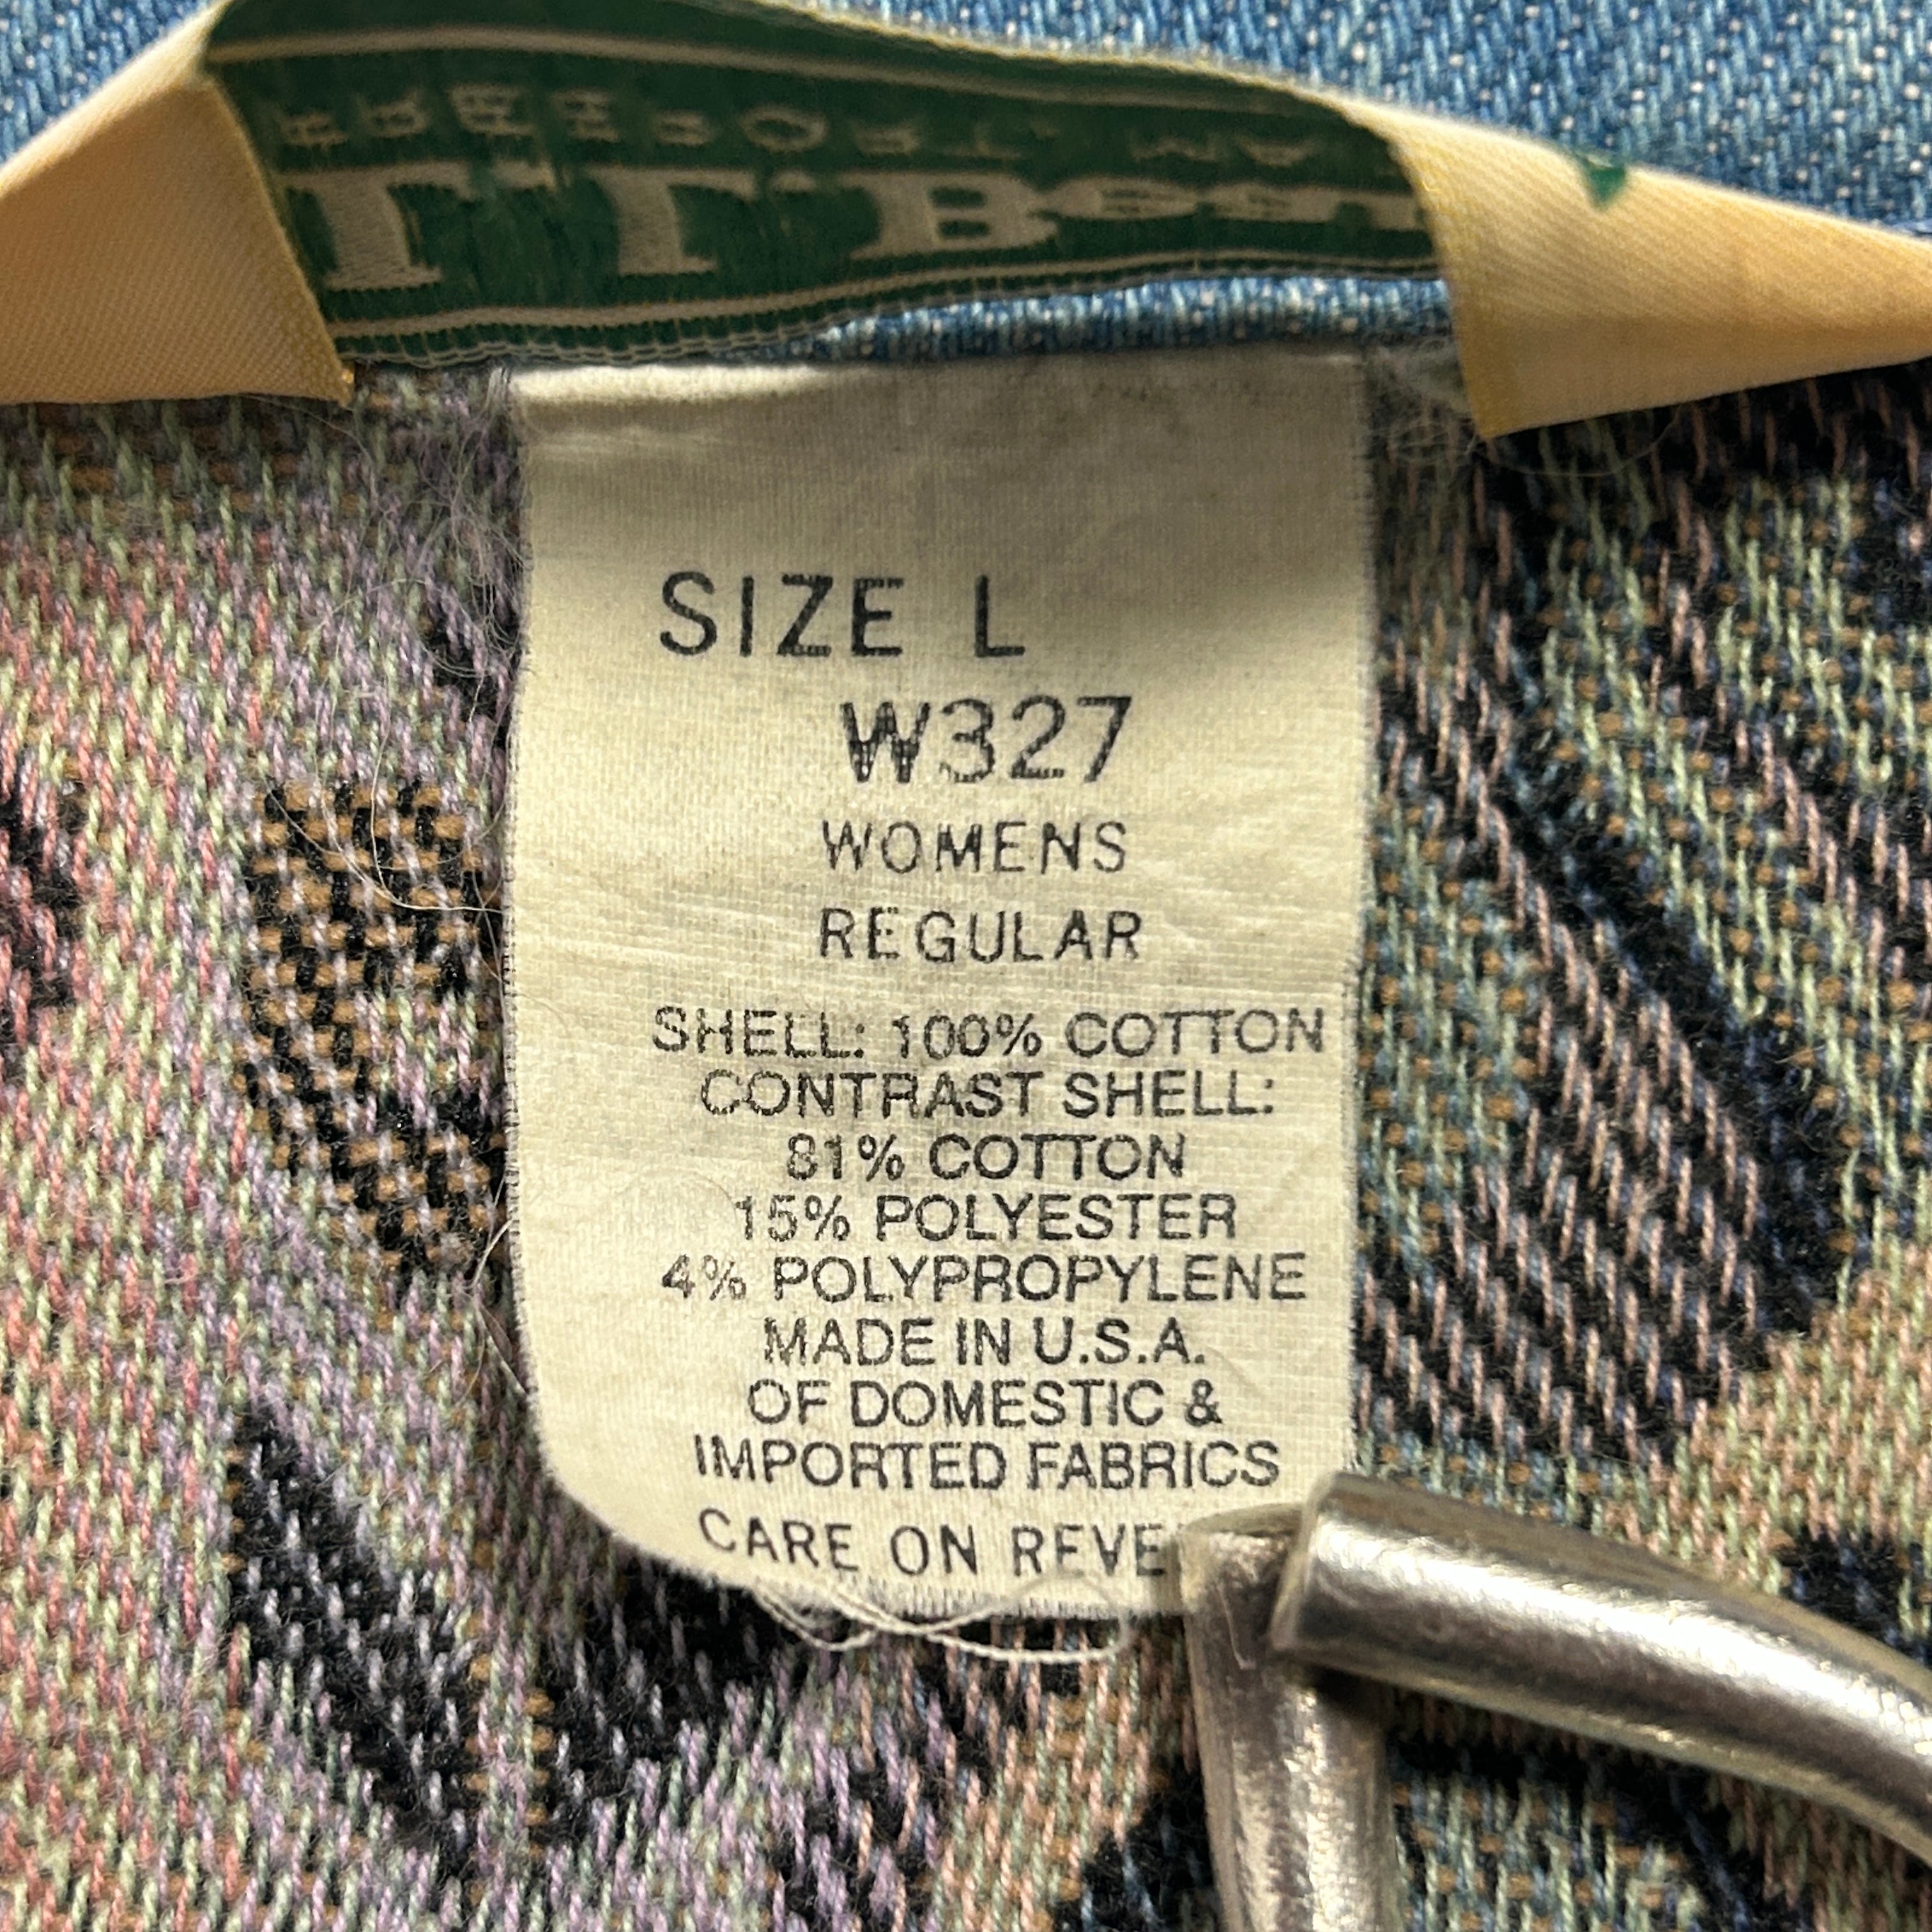 SIZE L
W327
WOMENS
REGULAR
SHELL: 100% COTTON
CONTRAST SHELL:
81% COTTON
15% POLYESTER
4% POLYPROPYLENE
MADE IN U.S.A.
OF DOMESTIC &
IMPORTED FABRICS
CARE ON REVE